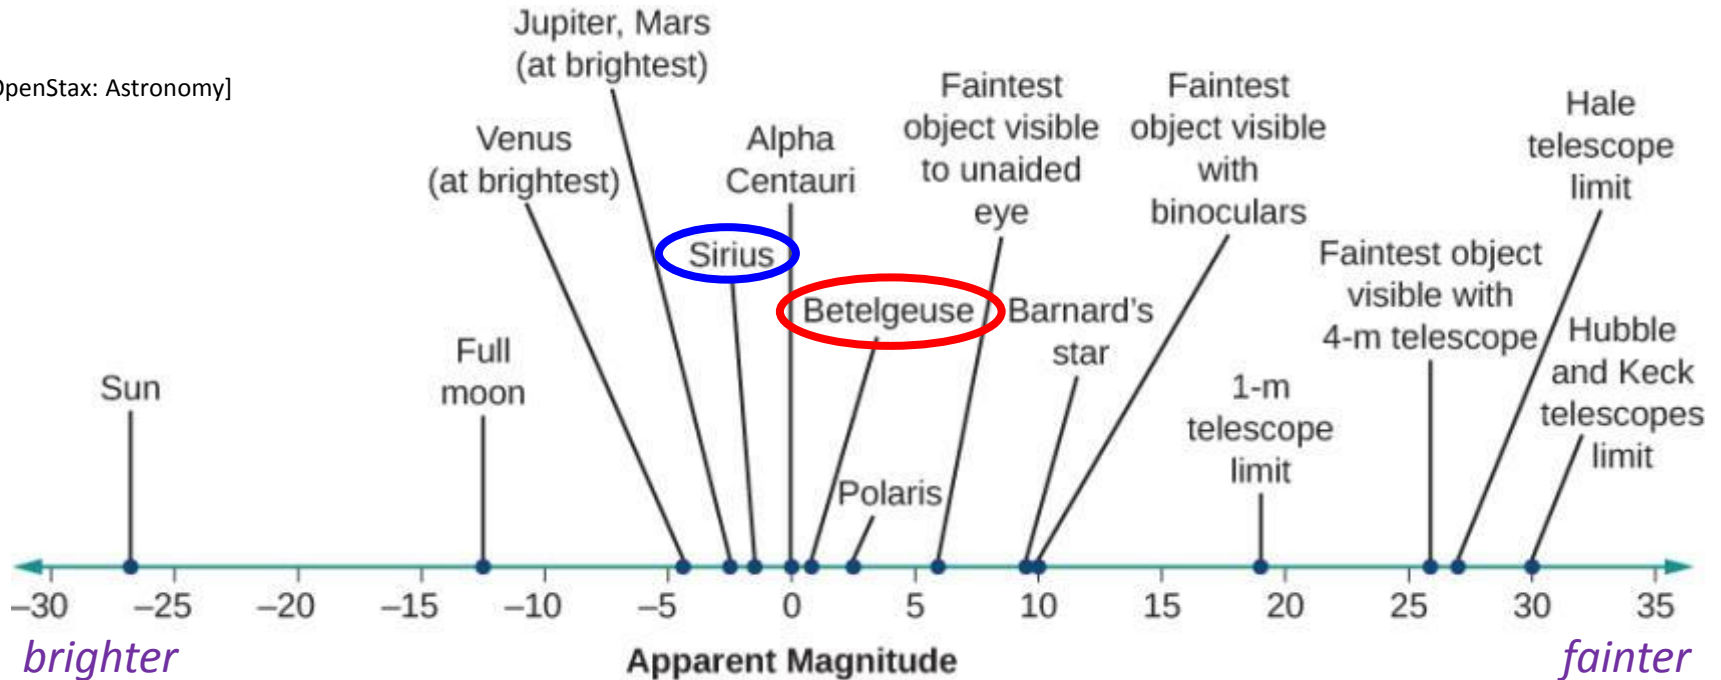 Jupiter, Mars
(at brightest)
OpenStax: Astronomy]
Venus
(at brightest)
Alpha
Centauri
Faintest
object visible
to unaided
eye
Faintest
object visible
with
binoculars
Hale
telescope
limit
Sirius
Betelgeuse
Barnard’s
star
Faintest object
visible with
4-m telescope
Hubble
and Keck
telescopes
limit
Sun
Full
moon
Polaris
1-m
telescope
limit
–30 –25 –20 –15 –10 –5 0 5 10 15 20 25 30 35
brighter
Apparent Magnitude
fainter